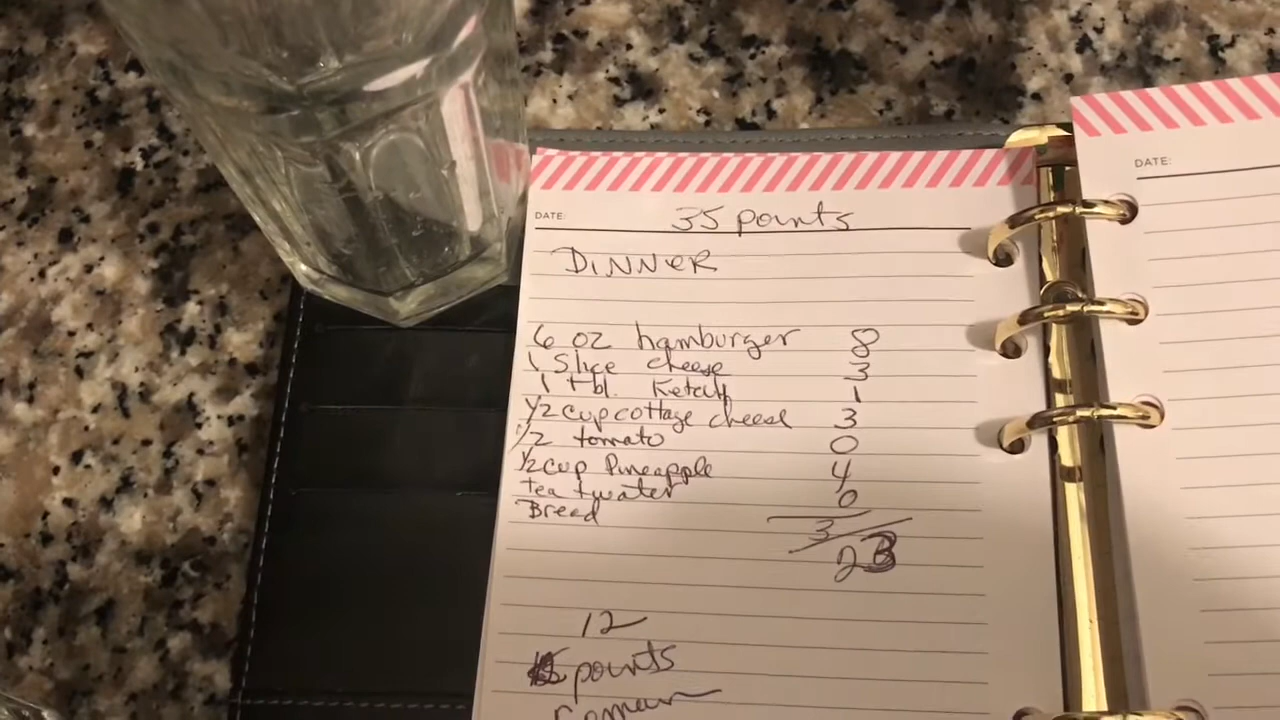 DATE: 35 points
DINNER
6 oz hamburger 8
1 Slice cheese 3
1 tbl. Ketch 1
1/2 cup cottage cheese 3
1/2 tomato 0
1/2 cup Pineapple 4
tea + water 0
Bread 3
23
12
points
DATE: